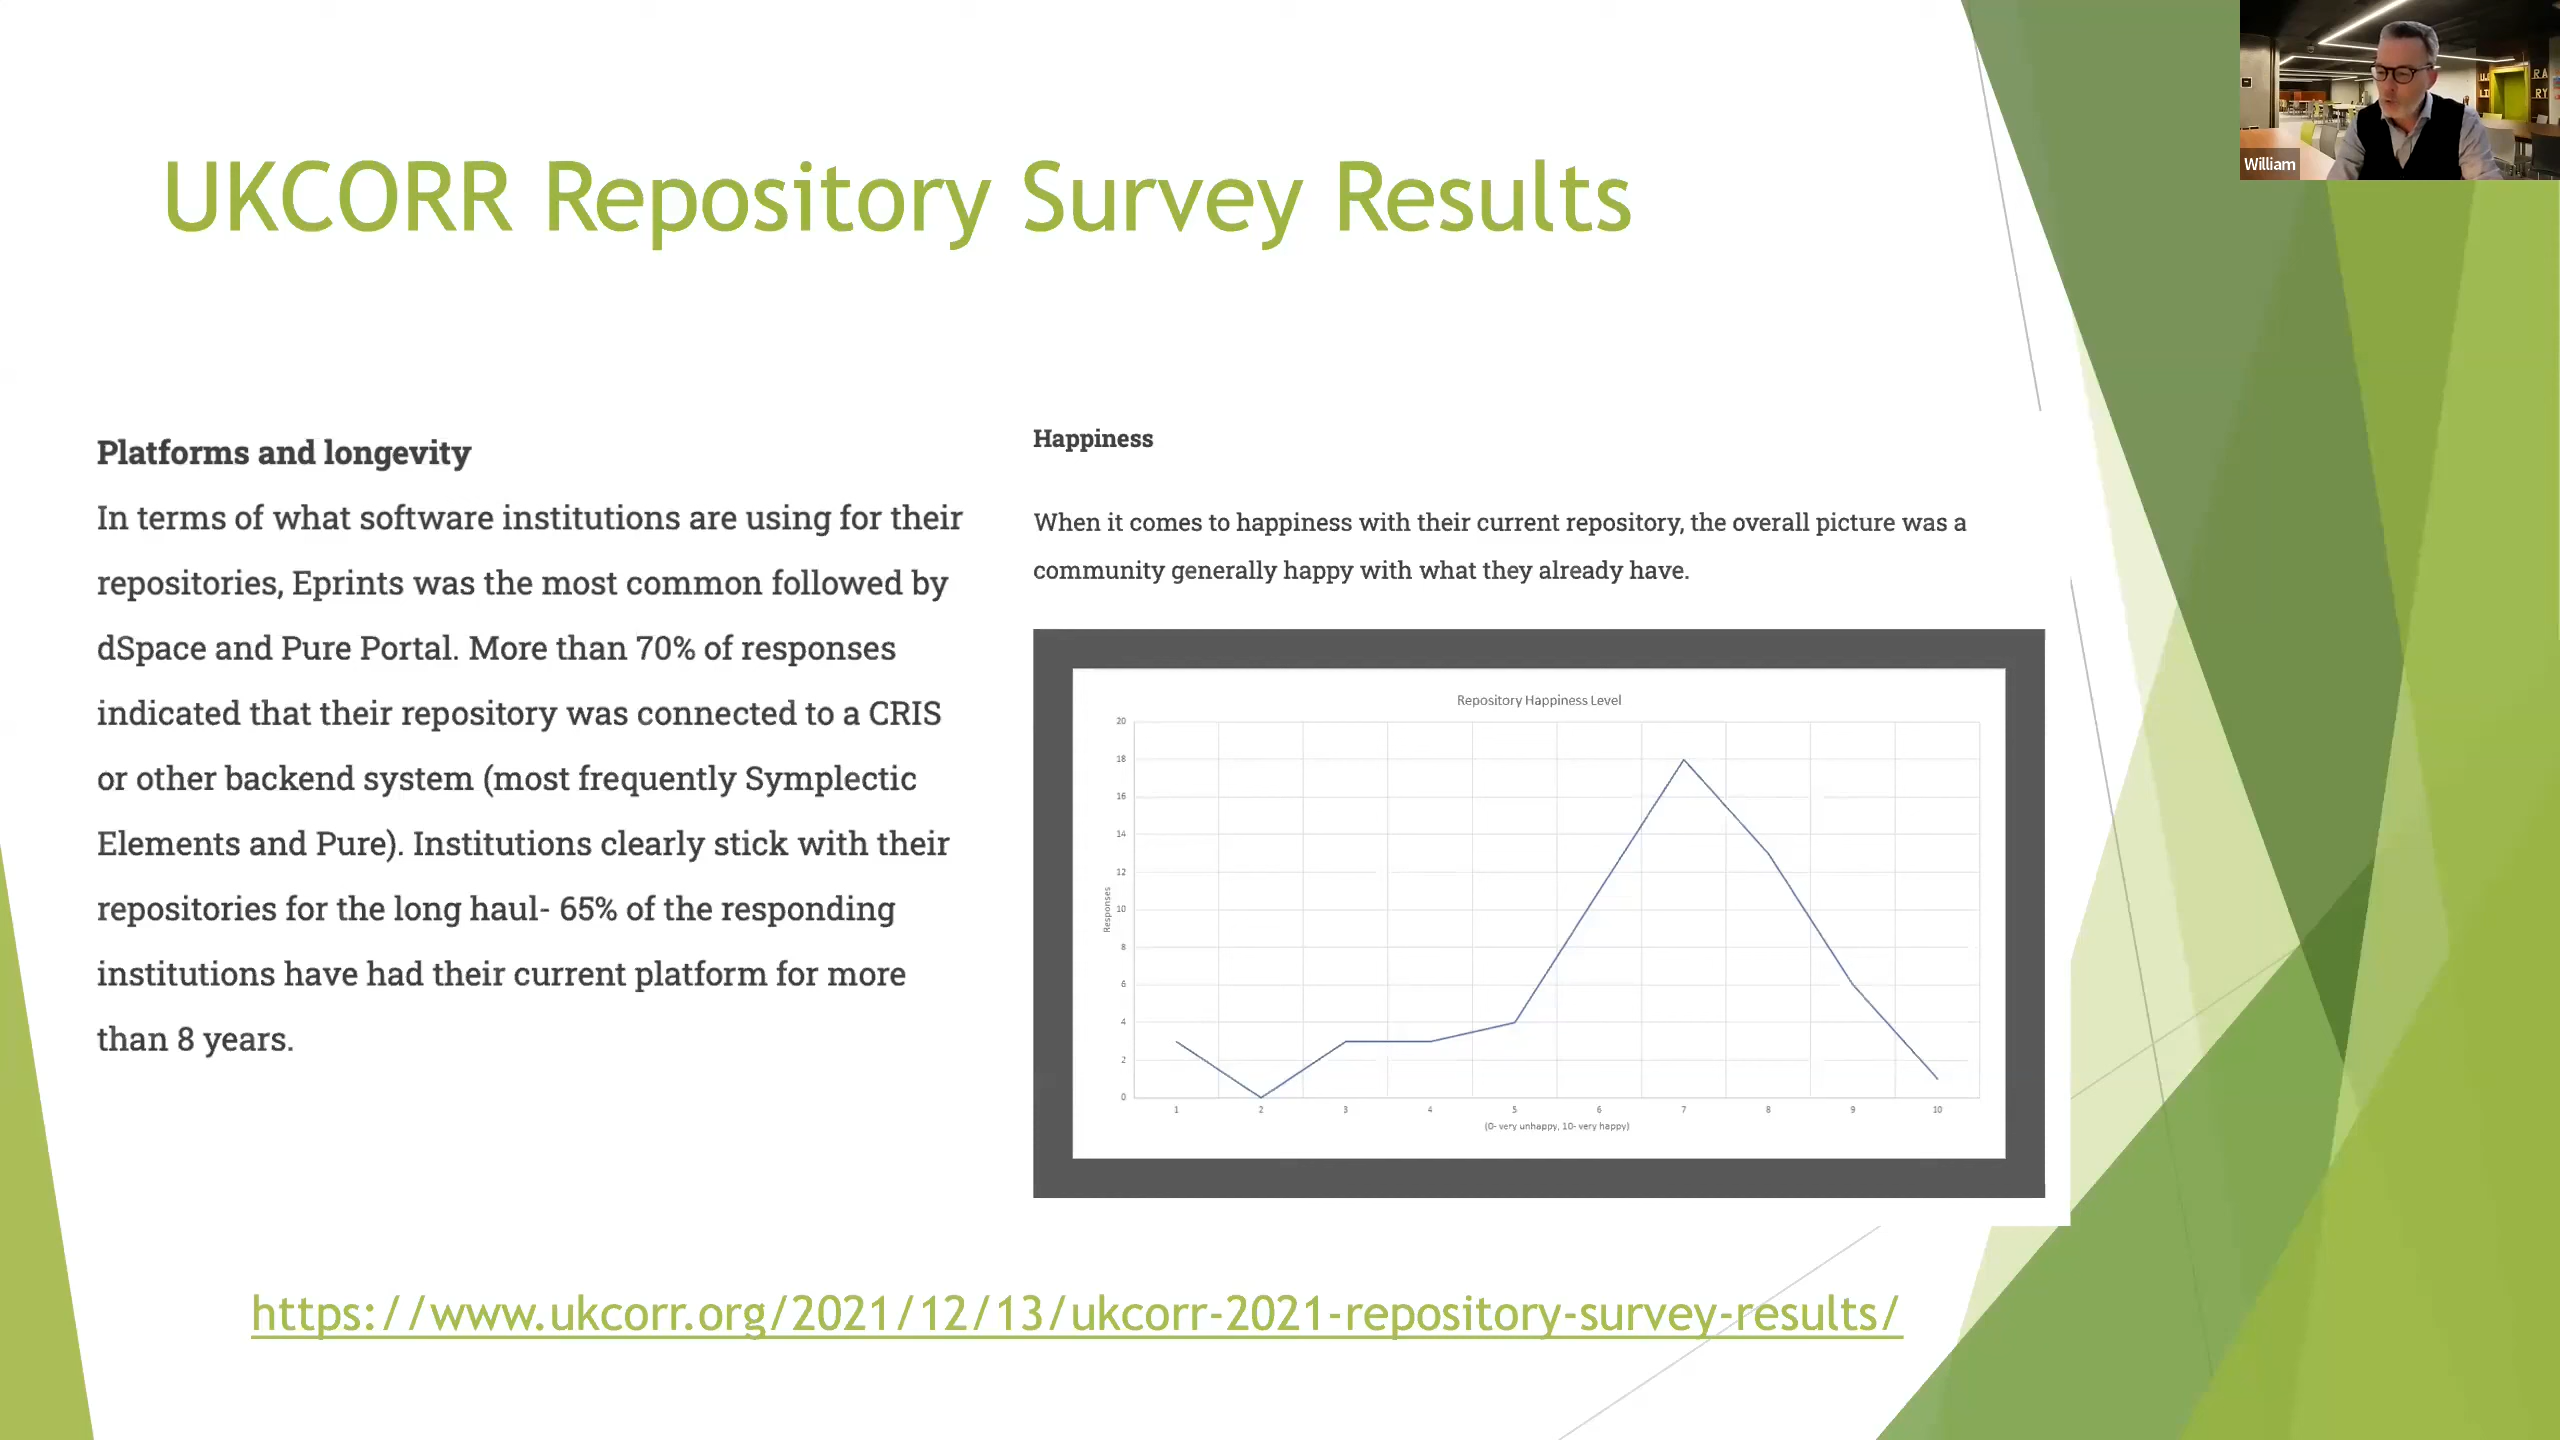 UKCORR Repository Survey Results
William
Platforms and longevity
In terms of what software institutions are using for their
repositories, Eprints was the most common followed by
dSpace and Pure Portal. More than 70% of responses
indicated that their repository was connected to a CRIS
or other backend system (most frequently Symplectic
Elements and Pure). Institutions clearly stick with their
repositories for the long haul- 65% of the responding
institutions have had their current platform for more
than 8 years.
Happiness
When it comes to happiness with their current repository, the overall picture was a
community generally happy with what they already have.
Repository Happiness Level
Responses
20
18
16
14
12
10
8
6
4
2
0
1 2 3 4 5 6 7 8 9 10
(0- very unhappy, 10- very happy)
https://www.ukcorr.org/2021/12/13/ukcorr-2021-repository-survey-results/